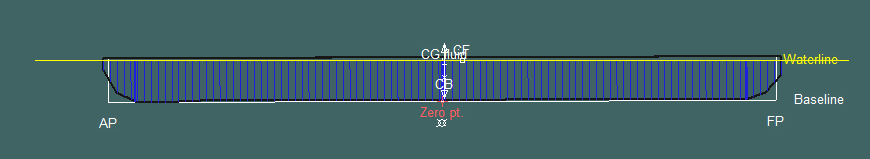 CF
CG fluid
Waterline
CB
Baseline
Zero pt.
AP
FP